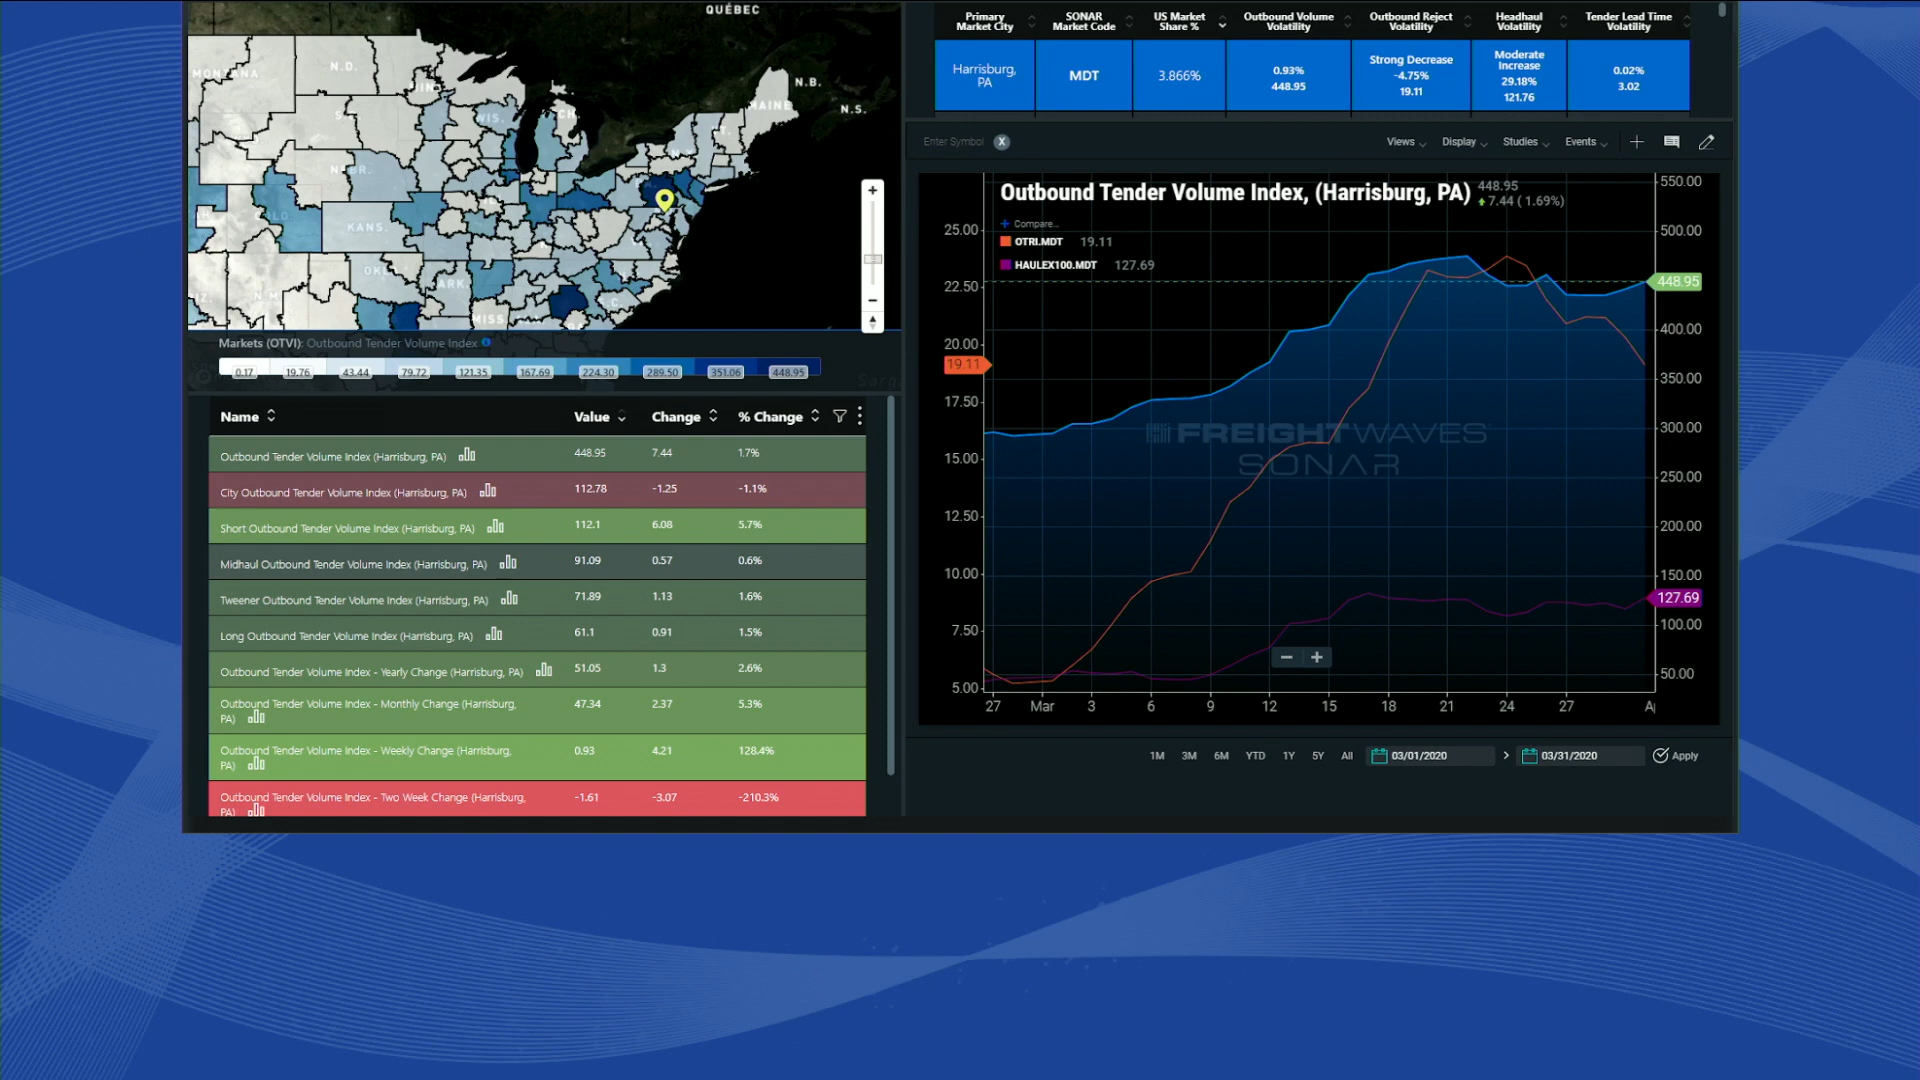 QUÉBEC
MONTANA
N.D.
MAINE
N.B.
N.S.
WIS.
NEBR.
KANS.
ARK.
MISS.
Markets (OTVI): Outbound Tender Volume Index
0.17 19.76 43.44 79.72 121.35 167.69 224.30 289.50 351.06 448.95
Name Value Change % Change
Outbound Tender Volume Index (Harrisburg, PA) 448.95 7.44 1.7%
City Outbound Tender Volume Index (Harrisburg, PA) 112.78 -1.25 -1.1%
Short Outbound Tender Volume Index (Harrisburg, PA) 112.1 6.08 5.7%
Midhaul Outbound Tender Volume Index (Harrisburg, PA) 91.09 0.57 0.6%
Tweener Outbound Tender Volume Index (Harrisburg, PA) 71.89 1.13 1.6%
Long Outbound Tender Volume Index (Harrisburg, PA) 61.1 0.91 1.5%
Outbound Tender Volume Index - Yearly Change (Harrisburg, PA) 51.05 1.3 2.6%
Outbound Tender Volume Index - Monthly Change (Harrisburg, 47.34 2.37 5.3%
PA)
Outbound Tender Volume Index - Weekly Change (Harrisburg, 0.93 4.21 128.4%
PA)
Outbound Tender Volume Index - Two Week Change (Harrisburg, -1.61 -3.07 -210.3%
PA)
Primary SONAR US Market Outbound Volume Outbound Reject Headhaul Tender Lead Time
Market City Market Code Share % Volatility Volatility Volatility Volatility
Harrisburg, PA MDT 3.866% 0.93% 448.95 Strong Decrease -4.75% 19.11 Moderate Increase 29.18% 121.76 0.02% 3.02
Enter Symbol X Views Display Studies Events
Outbound Tender Volume Index, (Harrisburg, PA) 448.95
7.44 ( 1.69%)
+ Compare...
OTRI.MDT 19.11
HAULEX100.MDT 127.69
FREIGHTWAVES
SONAR
25.00
22.50
20.00
19.11
17.50
15.00
12.50
10.00
7.50
5.00
550.00
500.00
448.95
400.00
350.00
300.00
250.00
200.00
150.00
127.69
100.00
50.00
27 Mar 3 6 9 12 15 18 21 24 27
1M 3M 6M YTD 1Y 5Y All 03/01/2020 > 03/31/2020 Apply